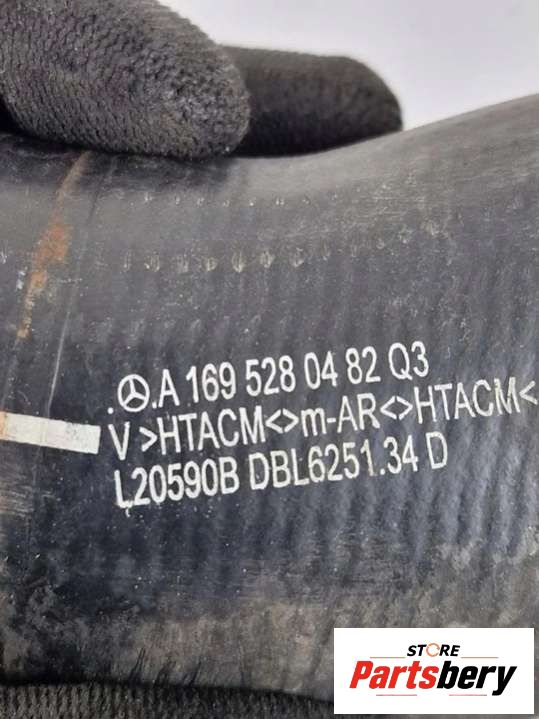 A 169 528 04 82 Q3
V >HTACM<>m-AR<>HTACM<
L20590B DBL6251.34 D
STORE
Partsbery